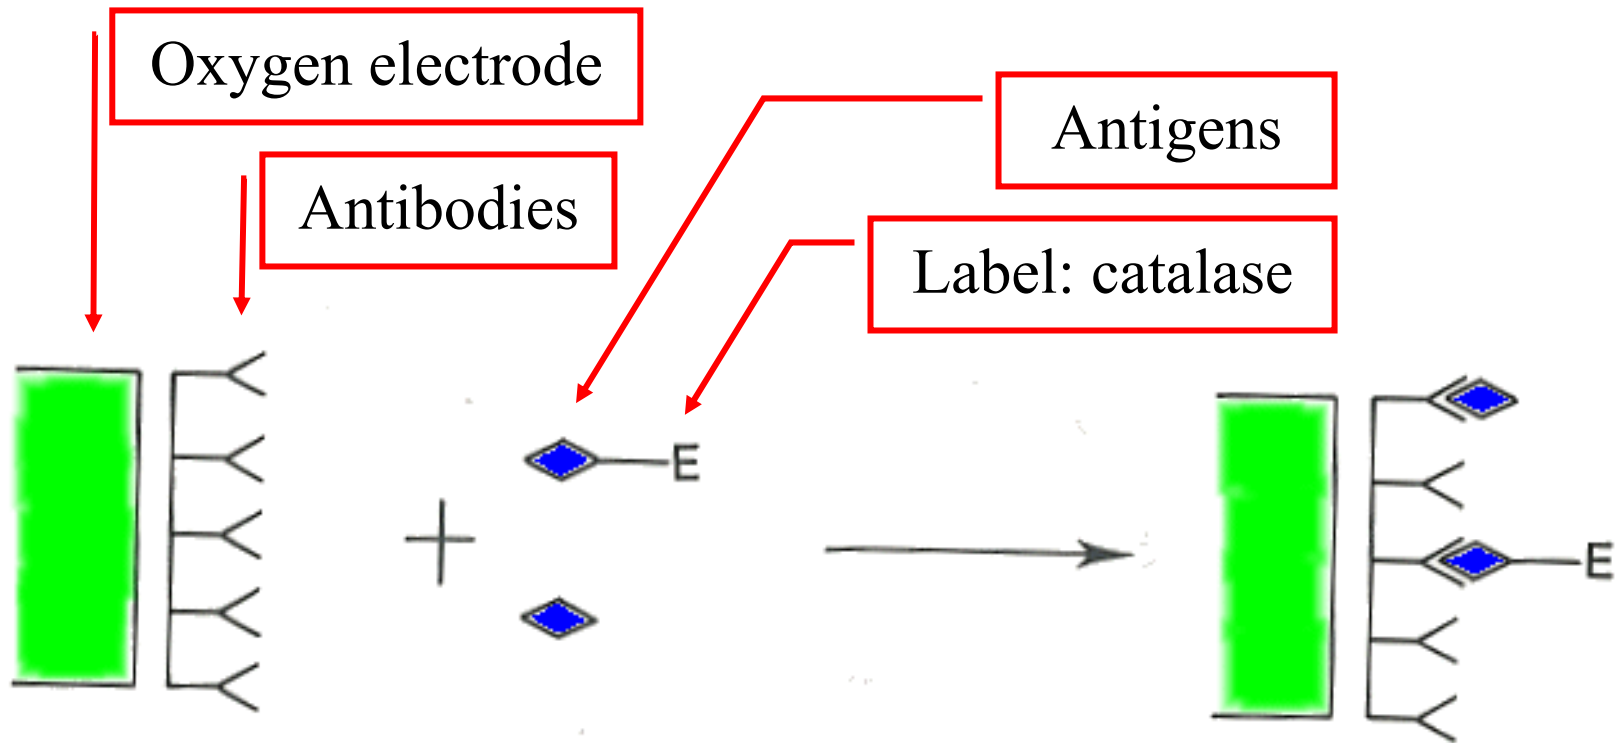 Oxygen electrode
Antigens
Antibodies
Label: catalase
E
E